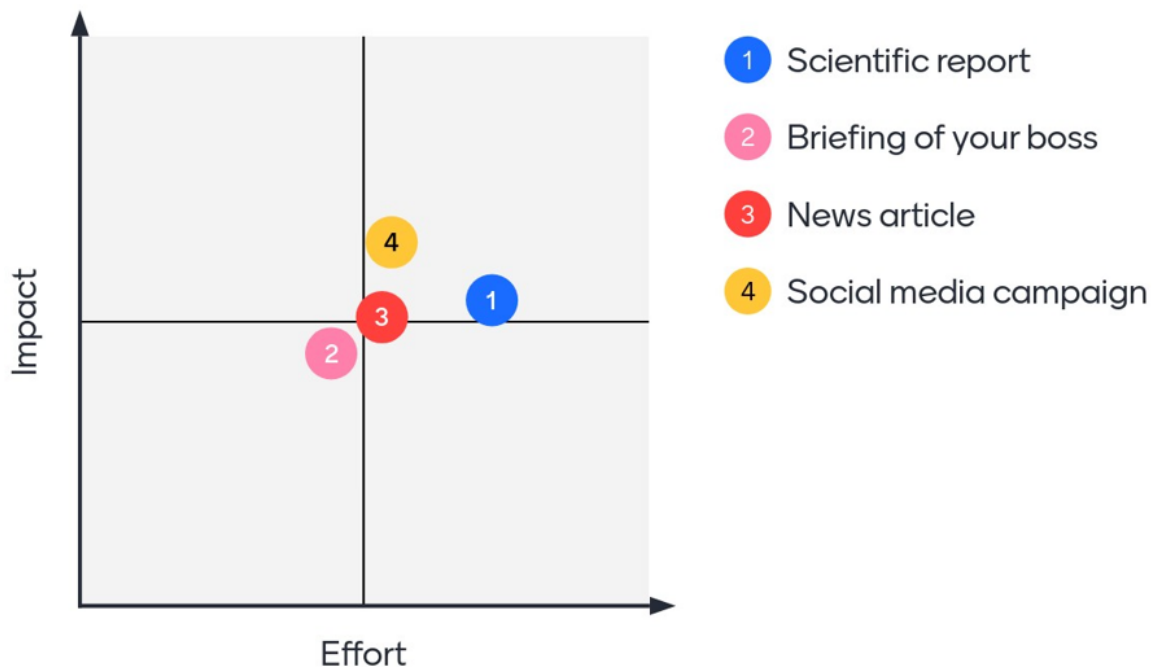 Impact
4
1
3
2
Effort
1 Scientific report
2 Briefing of your boss
3 News article
4 Social media campaign